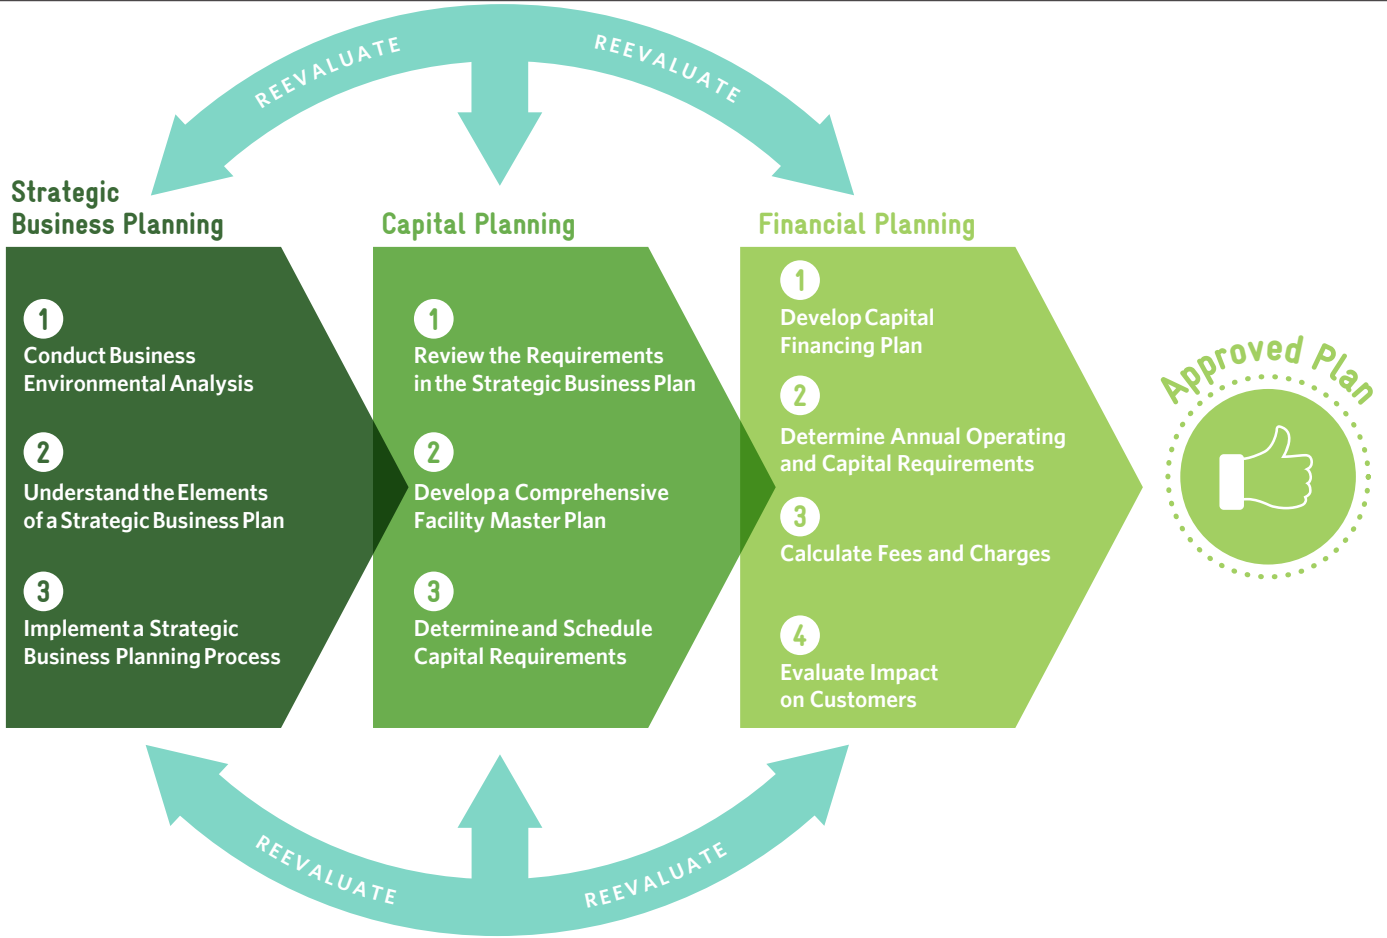 REEVALUATE
REEVALUATE
Strategic
Business Planning
1
Conduct Business
Environmental Analysis
2
Understand the Elements
of a Strategic Business Plan
3
Implement a Strategic
Business Planning Process
Capital Planning
1
Review the Requirements
in the Strategic Business Plan
2
Develop a Comprehensive
Facility Master Plan
3
Determine and Schedule
Capital Requirements
Financial Planning
1
Develop Capital
Financing Plan
2
Determine Annual Operating
and Capital Requirements
3
Calculate Fees and Charges
4
Evaluate Impact
on Customers
Approved Plan
REEVALUATE
REEVALUATE